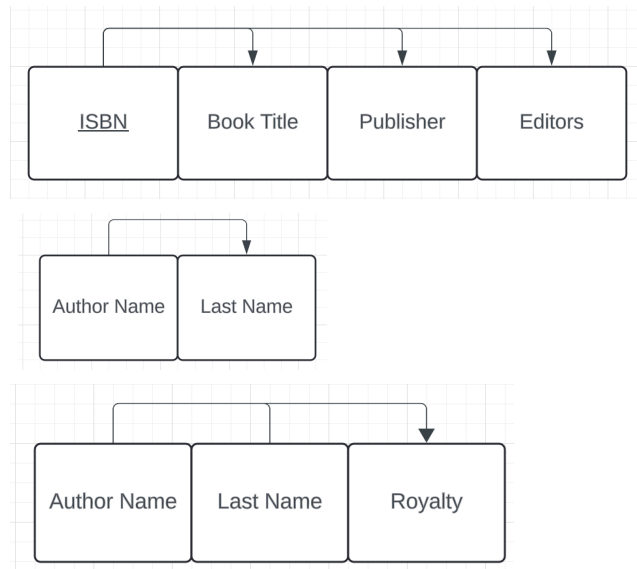 ISBN Book Title Publisher Editors
Author Name Last Name
Author Name Last Name Royalty